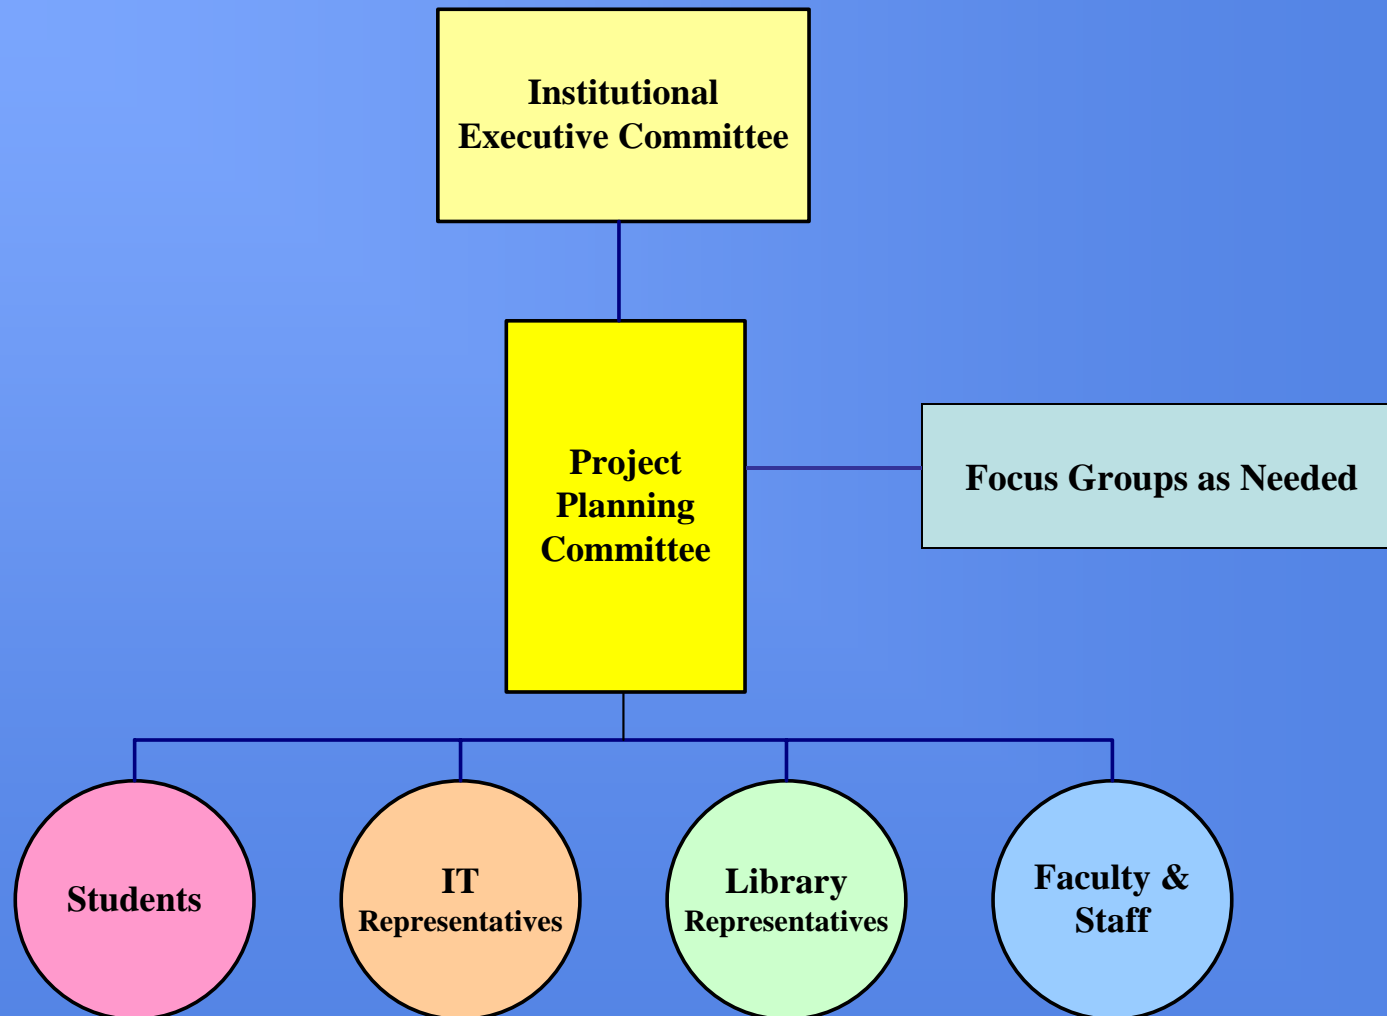 Institutional
Executive Committee
Project
Planning
Committee
Focus Groups as Needed
Students
IT
Representatives
Library
Representatives
Faculty &
Staff